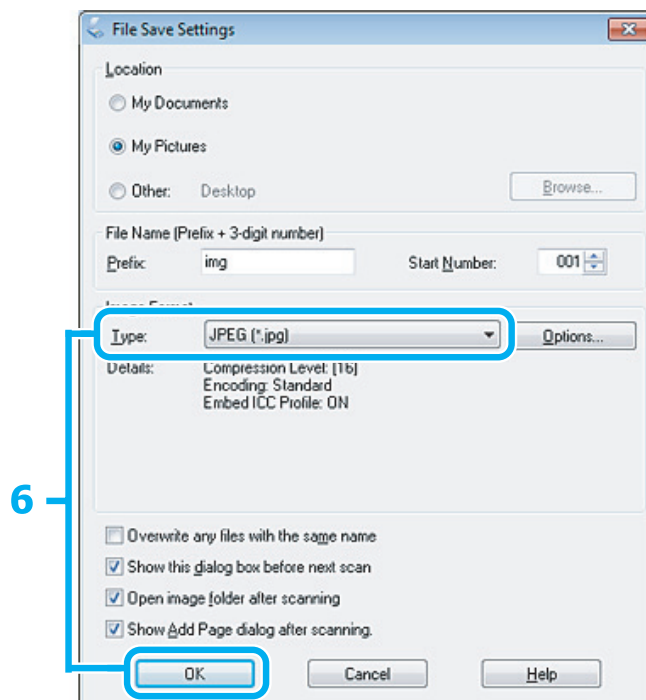 File Save Settings
Location
My Documents
My Pictures
Other: Desktop Browse...
File Name (Prefix + 3-digit number)
Prefix: img Start Number: 001
Image Format
Type: JPEG (*.jpg) Options...
Details: Compression Level: [16]
Encoding: Standard
Embed ICC Profile: ON
6
Overwrite any files with the same name
Show this dialog box before next scan
Open image folder after scanning
Show Add Page dialog after scanning.
OK Cancel Help